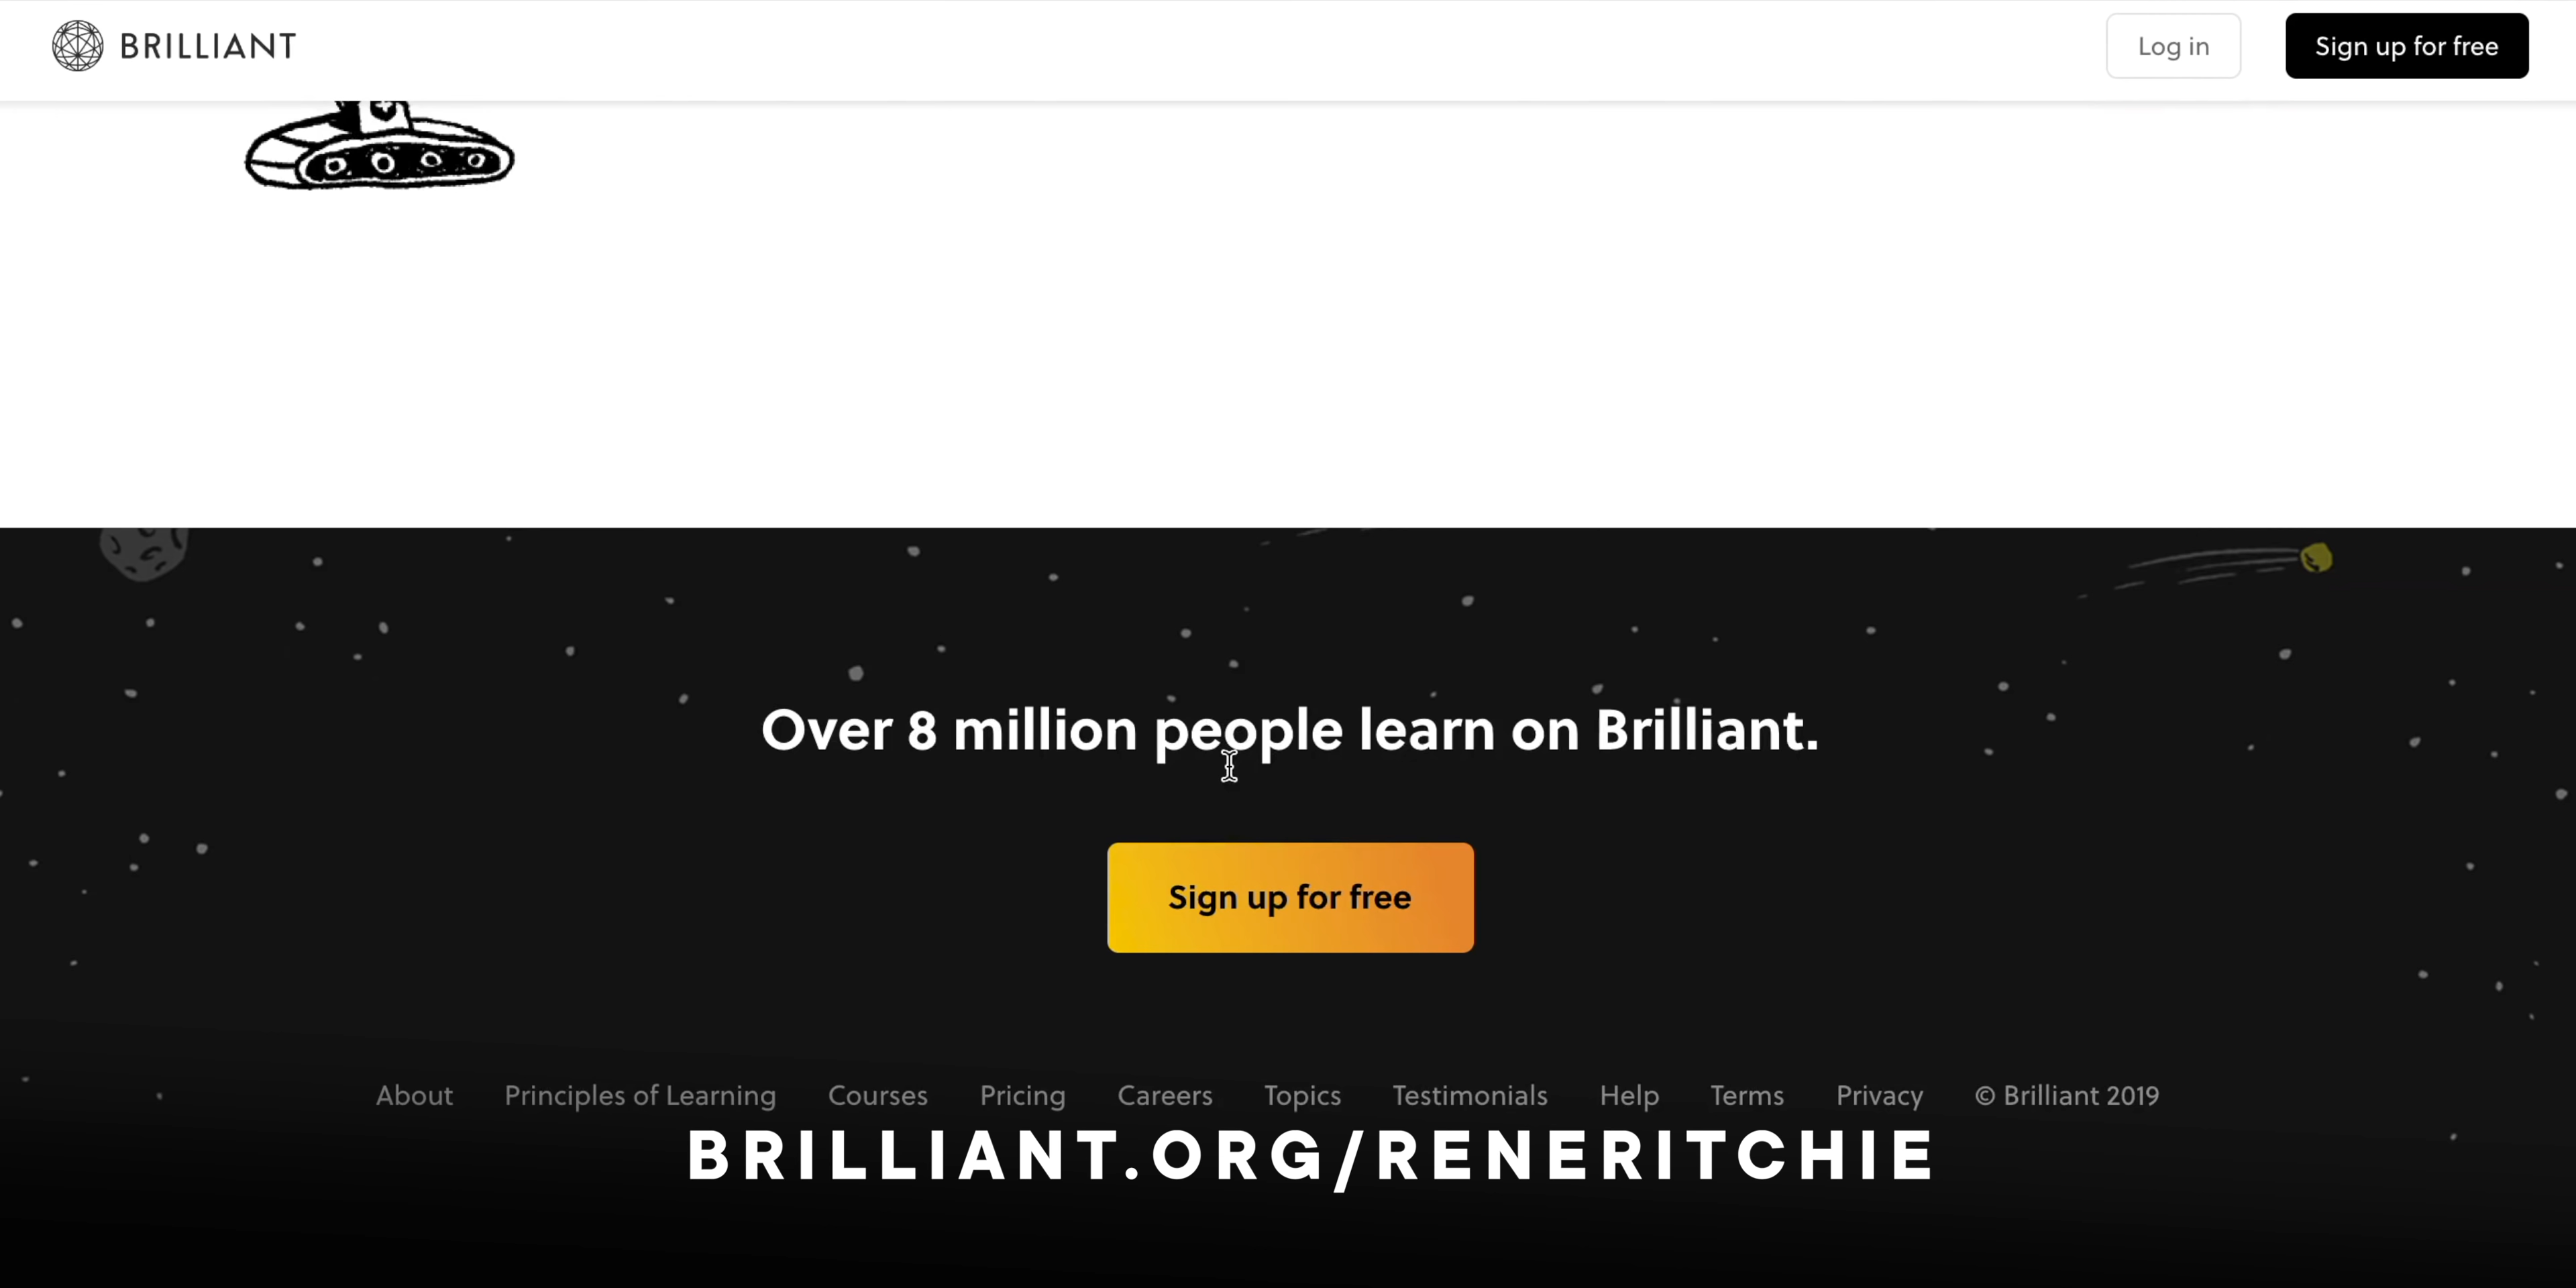 BRILLIANT
Log in
Sign up for free
Over 8 million people learn on Brilliant.
Sign up for free
About Principles of Learning Courses Pricing Careers Topics Testimonials Help Terms Privacy © Brilliant 2019
BRILLIANT.ORG/RENERITCHIE